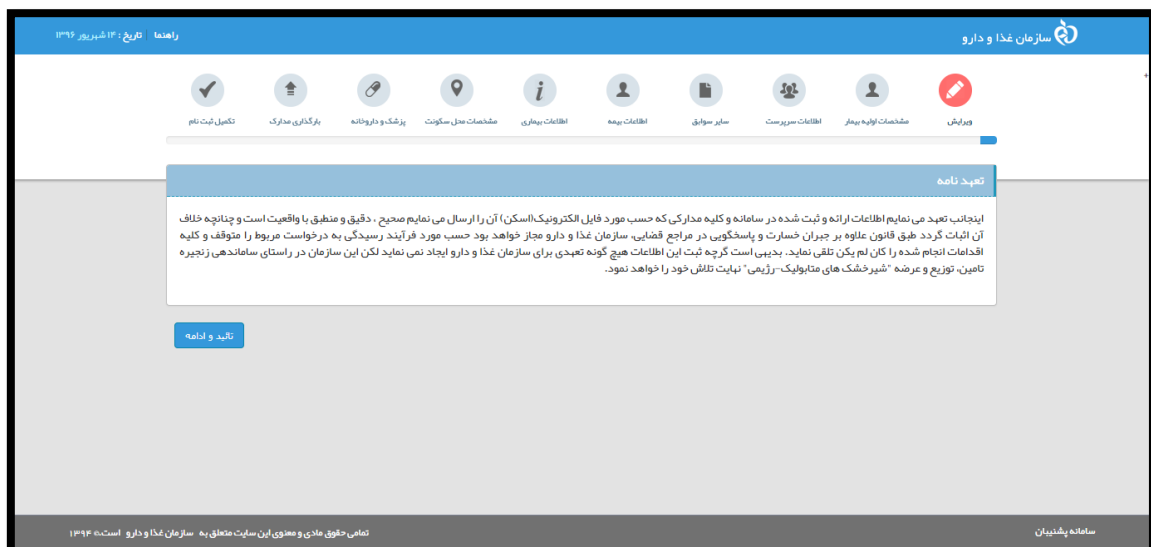 سازمان غذا و دارو
راهنما | تاریخ : ۱۴ شهریور ۱۳۹۶
ویرایش
مشخصات اولیه بیمار
اطلاعات سرپرست
سایر سوابق
اطلاعات بیمه
اطلاعات بیماری
مشخصات محل سکونت
پزشک و داروخانه
بارگذاری مدارک
تکمیل ثبت نام
تعهد نامه
اینجانب تعهد می نمایم اطلاعات ارائه و ثبت شده در سامانه و کلیه مدارکی که حسب مورد فایل الکترونیک(اسکن) آن را ارسال می نمایم صحیح ، دقیق و منطبق با واقعیت است و چنانچه خلاف
آن اثبات گردد طبق قانون علاوه بر جبران خسارت و پاسخگویی در مراجع قضایی، سازمان غذا و دارو مجاز خواهد بود حسب مورد فرآیند رسیدگی به درخواست مربوط را متوقف و کلیه
اقدامات انجام شده را کان لم یکن تلقی نماید. بدیهی است گرچه ثبت این اطلاعات هیچ گونه تعهدی برای سازمان غذا و دارو ایجاد نمی نماید لکن این سازمان در راستای ساماندهی زنجیره
تامین، توزیع و عرضه "شیرخشک های متابولیک-رژیمی" نهایت تلاش خود را خواهد نمود.
تائید و ادامه
سامانه پشتیبان
تمامی حقوق مادی و معنوی این سایت متعلق به سازمان غذا و دارو است.© ۱۳۹۴